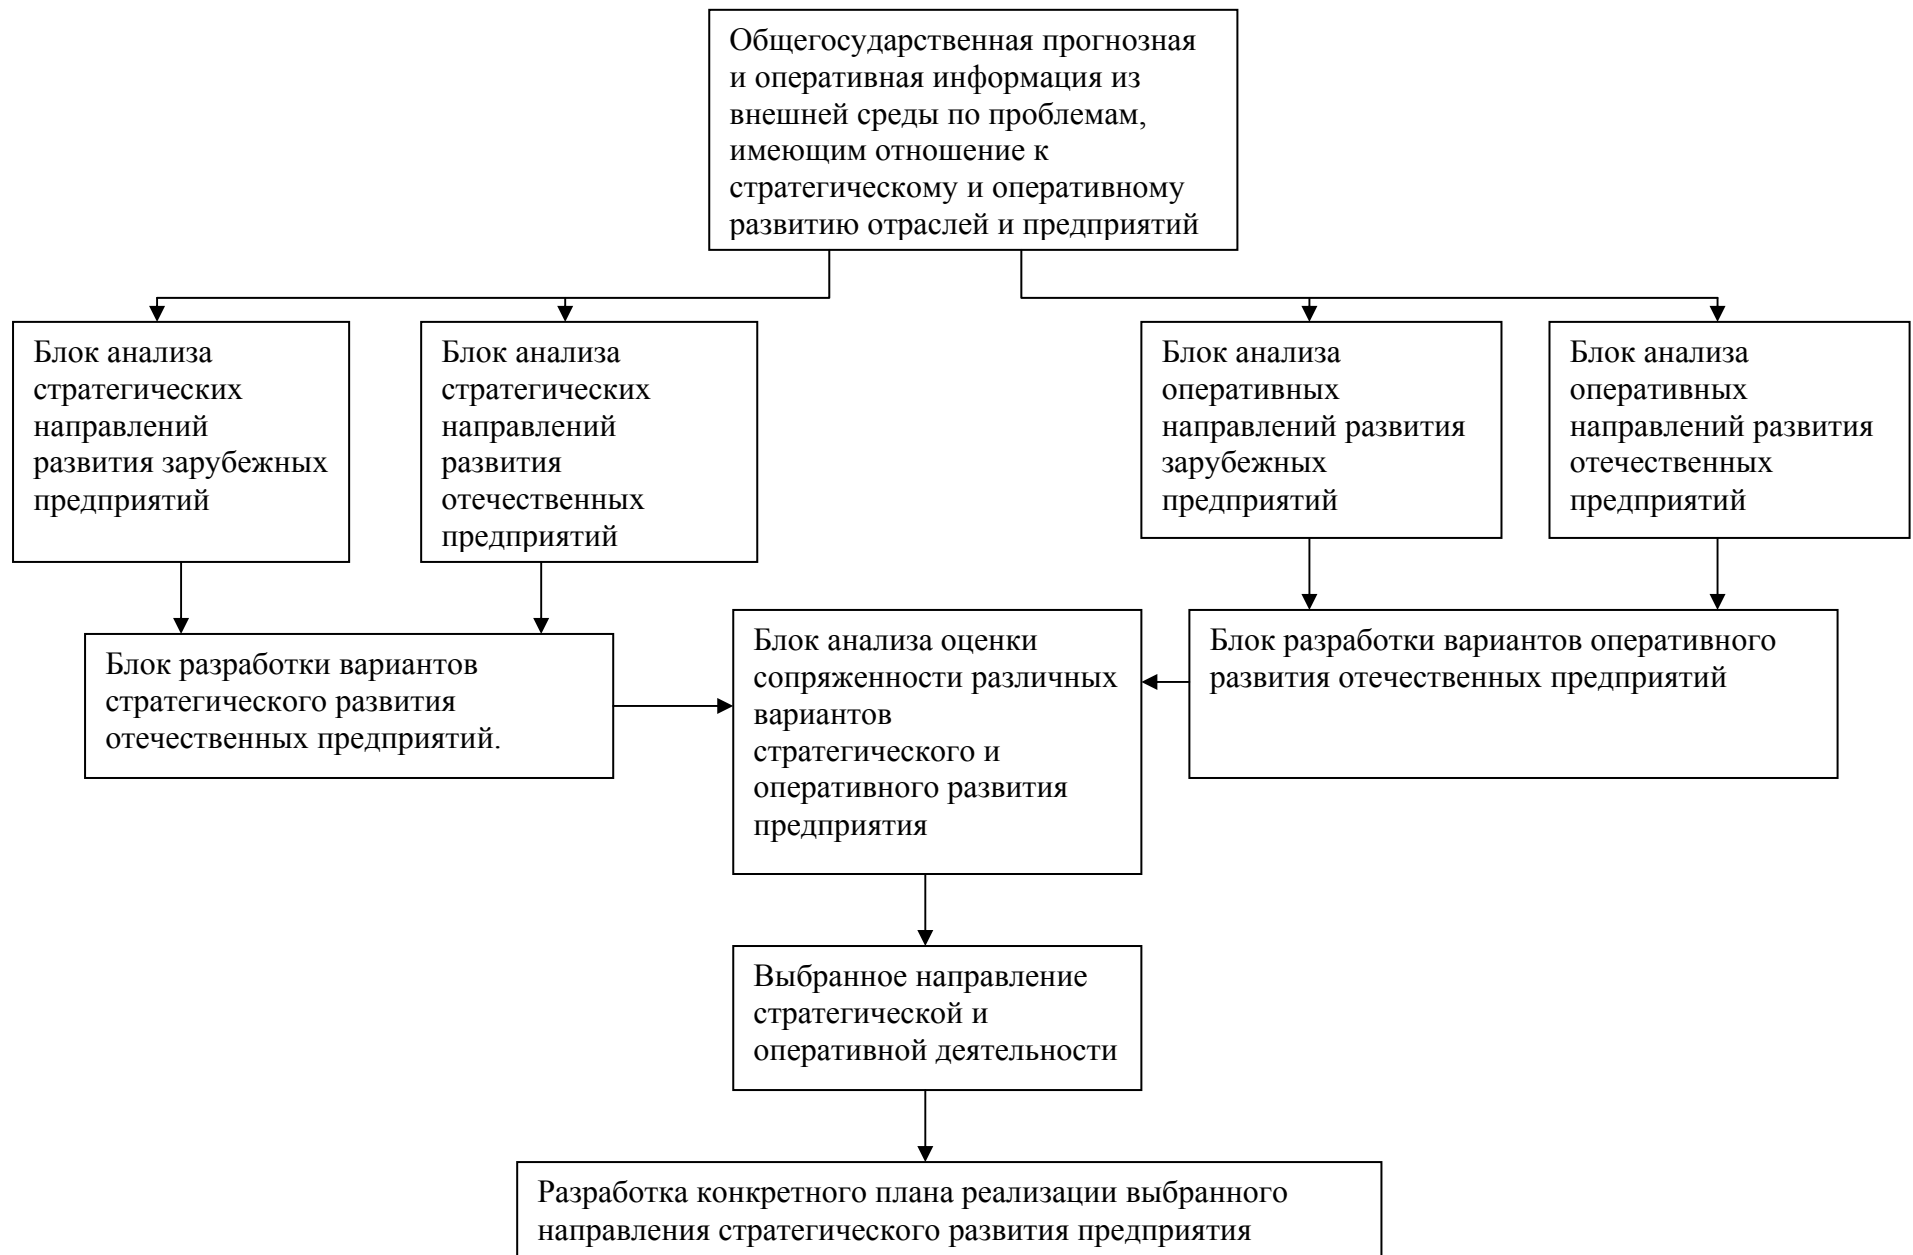 Общегосударственная прогнозная
и оперативная информация из
внешней среды по проблемам,
имеющим отношение к
стратегическому и оперативному
развитию отраслей и предприятий
Блок анализа
стратегических
направлений
развития зарубежных
предприятий
Блок анализа
стратегических
направлений
развития
отечественных
предприятий
Блок анализа
оперативных
направлений развития
зарубежных
предприятий
Блок анализа
оперативных
направлений развития
отечественных
предприятий
Блок разработки вариантов
стратегического развития
отечественных предприятий.
Блок анализа оценки
сопряженности различных
вариантов
стратегического и
оперативного развития
предприятия
Блок разработки вариантов оперативного
развития отечественных предприятий
Выбранное направление
стратегической и
оперативной деятельности
Разработка конкретного плана реализации выбранного
направления стратегического развития предприятия